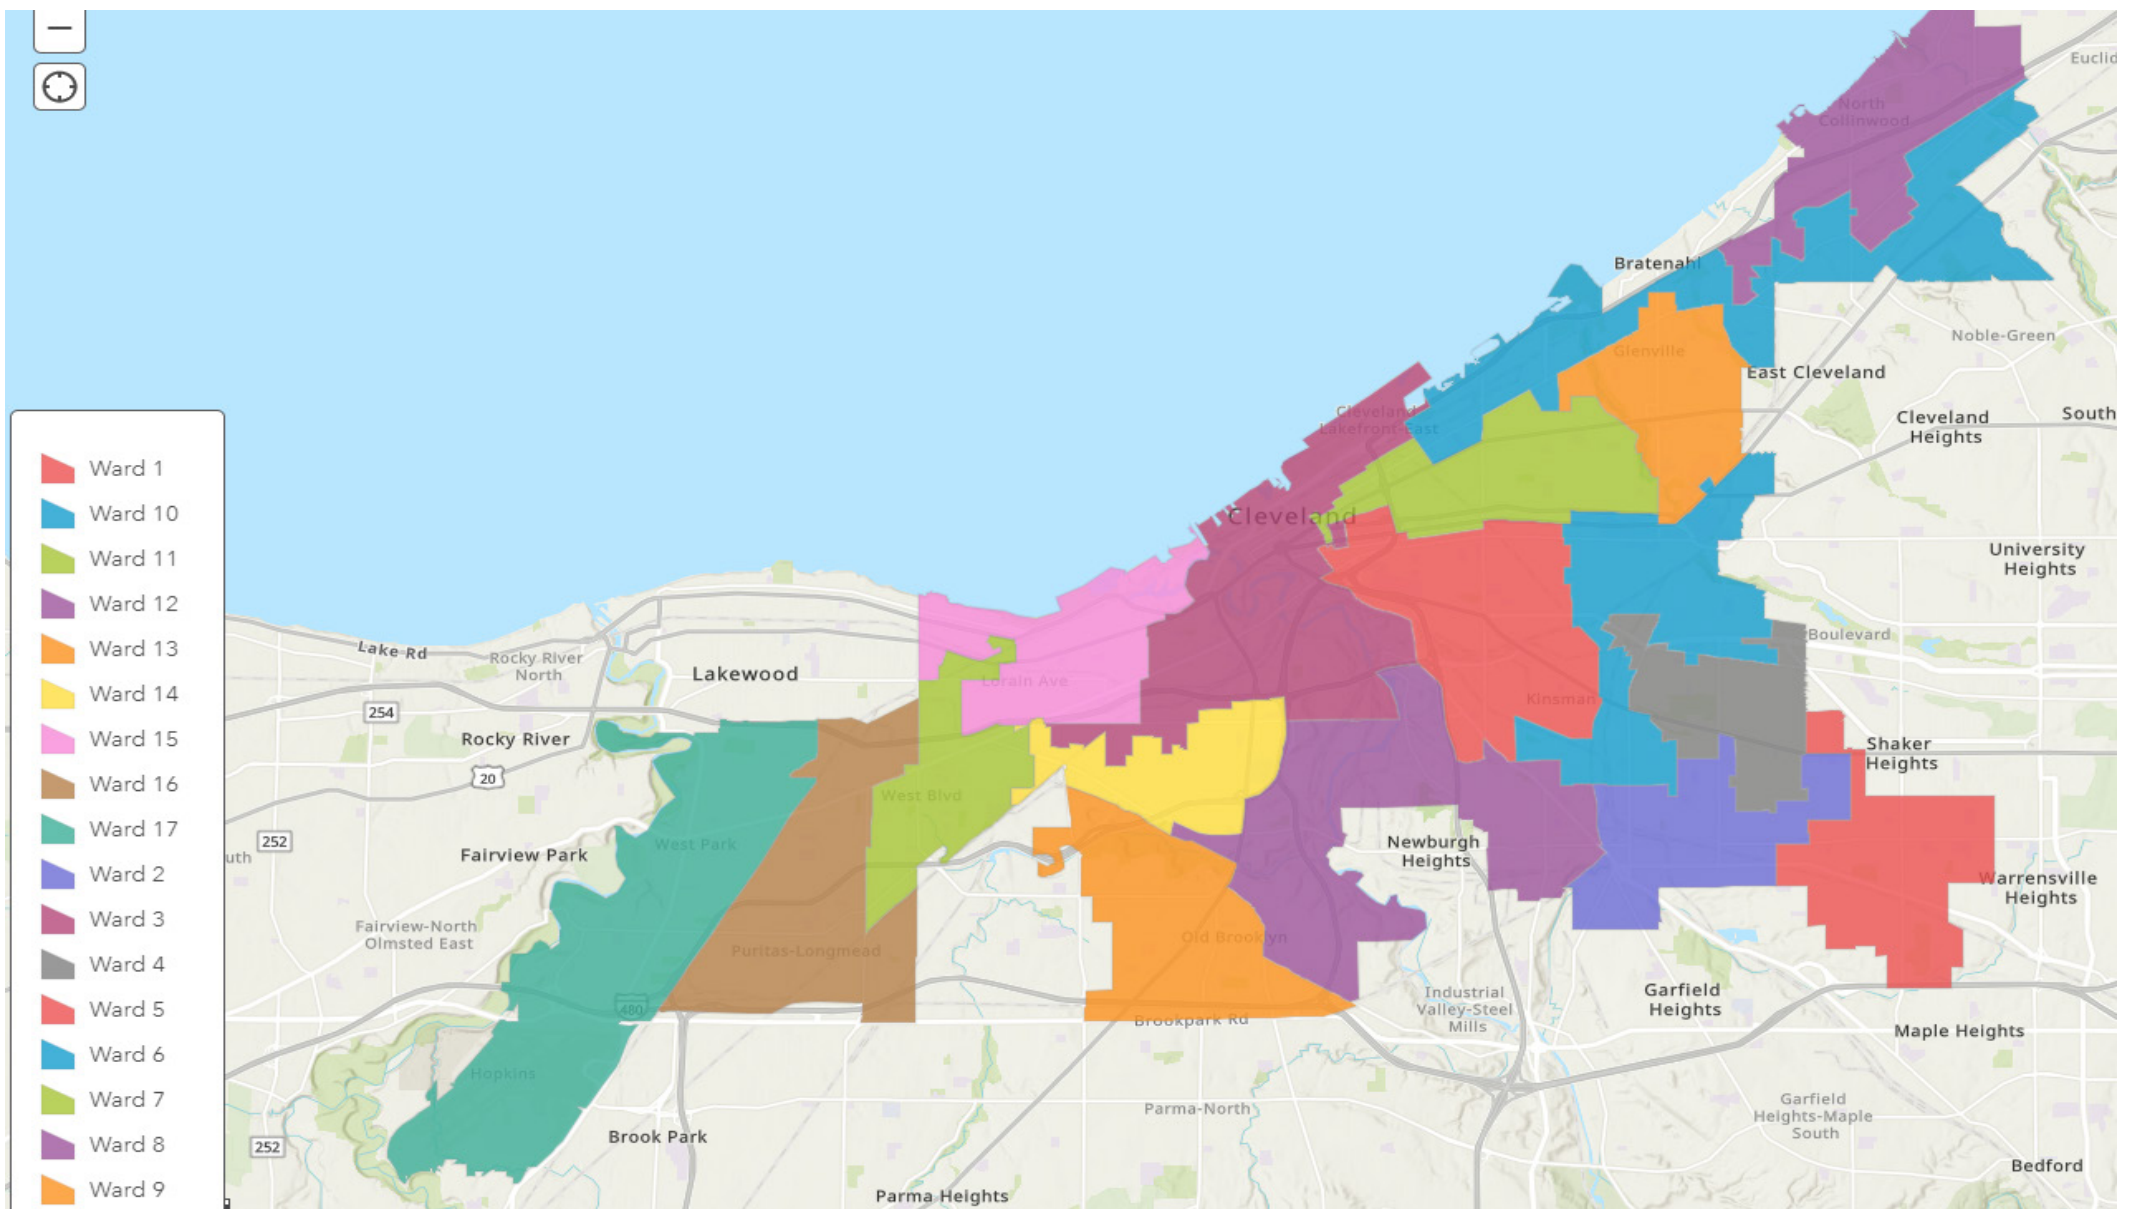 Ward 1
Ward 10
Ward 11
Ward 12
Ward 13
Ward 14
Ward 15
Ward 16
Ward 17
Ward 2
Ward 3
Ward 4
Ward 5
Ward 6
Ward 7
Ward 8
Ward 9
Euclid
North
Collinwood
Bratenahl
Noble-Green
Glenville
East Cleveland
Cleveland
Heights
South
Cleveland
Lakefront-East
Cleveland
University
Heights
Boulevard
Lake Rd
Rocky River
North
Lakewood
Lorain Ave
Kinsman
254
Rocky River
20
Shaker
Heights
West Blvd
252
uth
Fairview Park
West Park
Newburgh
Heights
Warrensville
Heights
Fairview-North
Olmsted East
Puritas-Longmead
Old Brooklyn
480
Industrial
Valley-Steel
Mills
Garfield
Heights
Brookpark Rd
Maple Heights
Hopkins
Parma-North
Garfield
Heights-Maple
South
252
Brook Park
Bedford
Parma Heights